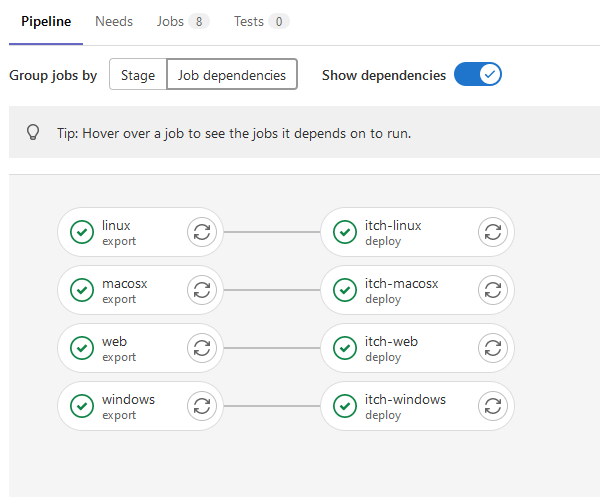 Pipeline Needs Jobs 8 Tests 0
Group jobs by Stage Job dependencies Show dependencies
Tip: Hover over a job to see the jobs it depends on to run.
linux
export
itch-linux
deploy
macosx
export
itch-macosx
deploy
web
export
itch-web
deploy
windows
export
itch-windows
deploy